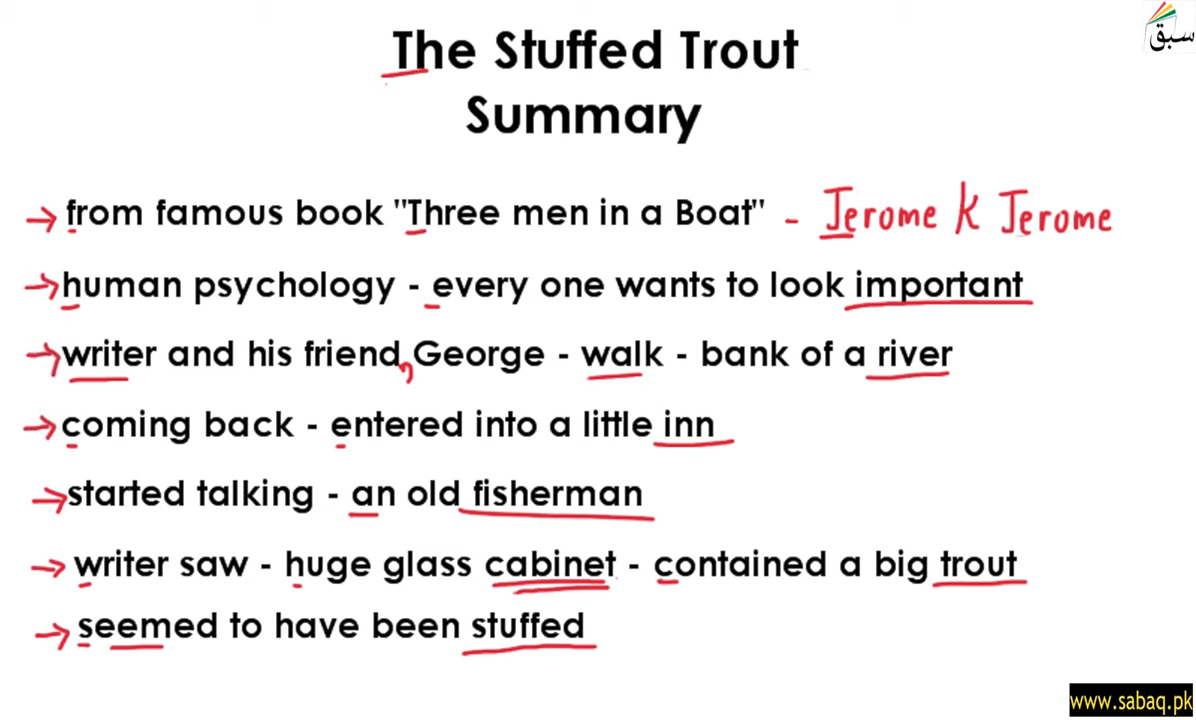 سبق
The Stuffed Trout
Summary
→ from famous book "Three men in a Boat" - Jerome K Jerome
→ human psychology - every one wants to look important
→ writer and his friend, George - walk - bank of a river
→ coming back - entered into a little inn
→ started talking - an old fisherman
→ writer saw - huge glass cabinet - contained a big trout
→ seemed to have been stuffed
www.sabaq.pk